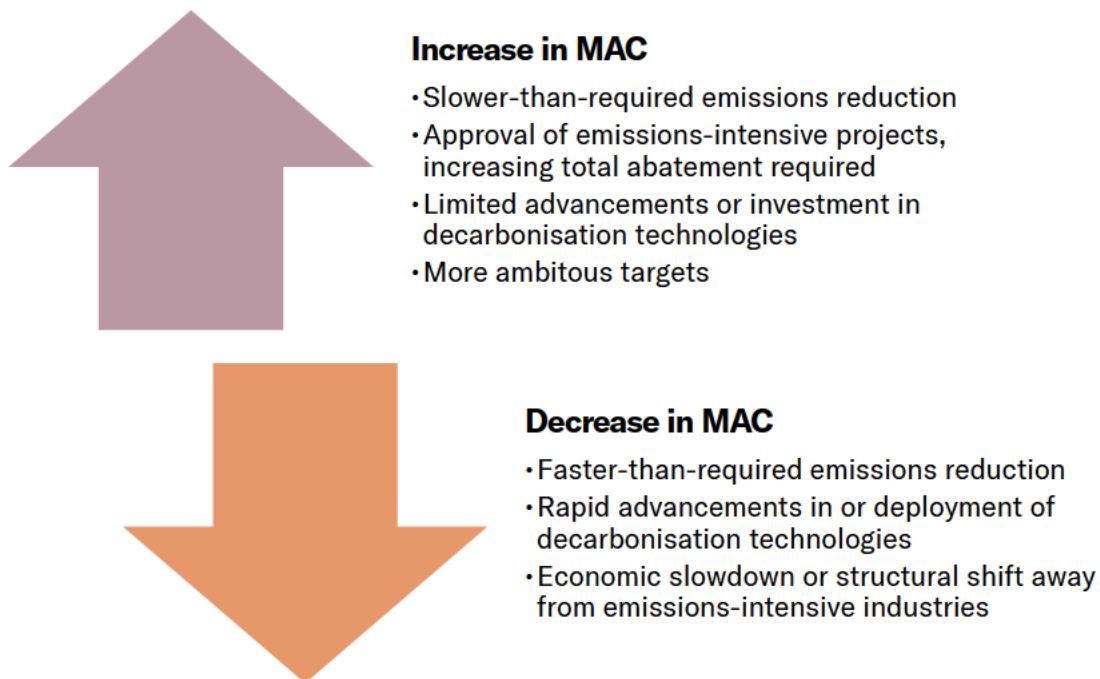 Increase in MAC
•Slower-than-required emissions reduction
•Approval of emissions-intensive projects,
increasing total abatement required
•Limited advancements or investment in
decarbonisation technologies
•More ambitous targets
Decrease in MAC
•Faster-than-required emissions reduction
•Rapid advancements in or deployment of
decarbonisation technologies
•Economic slowdown or structural shift away
from emissions-intensive industries